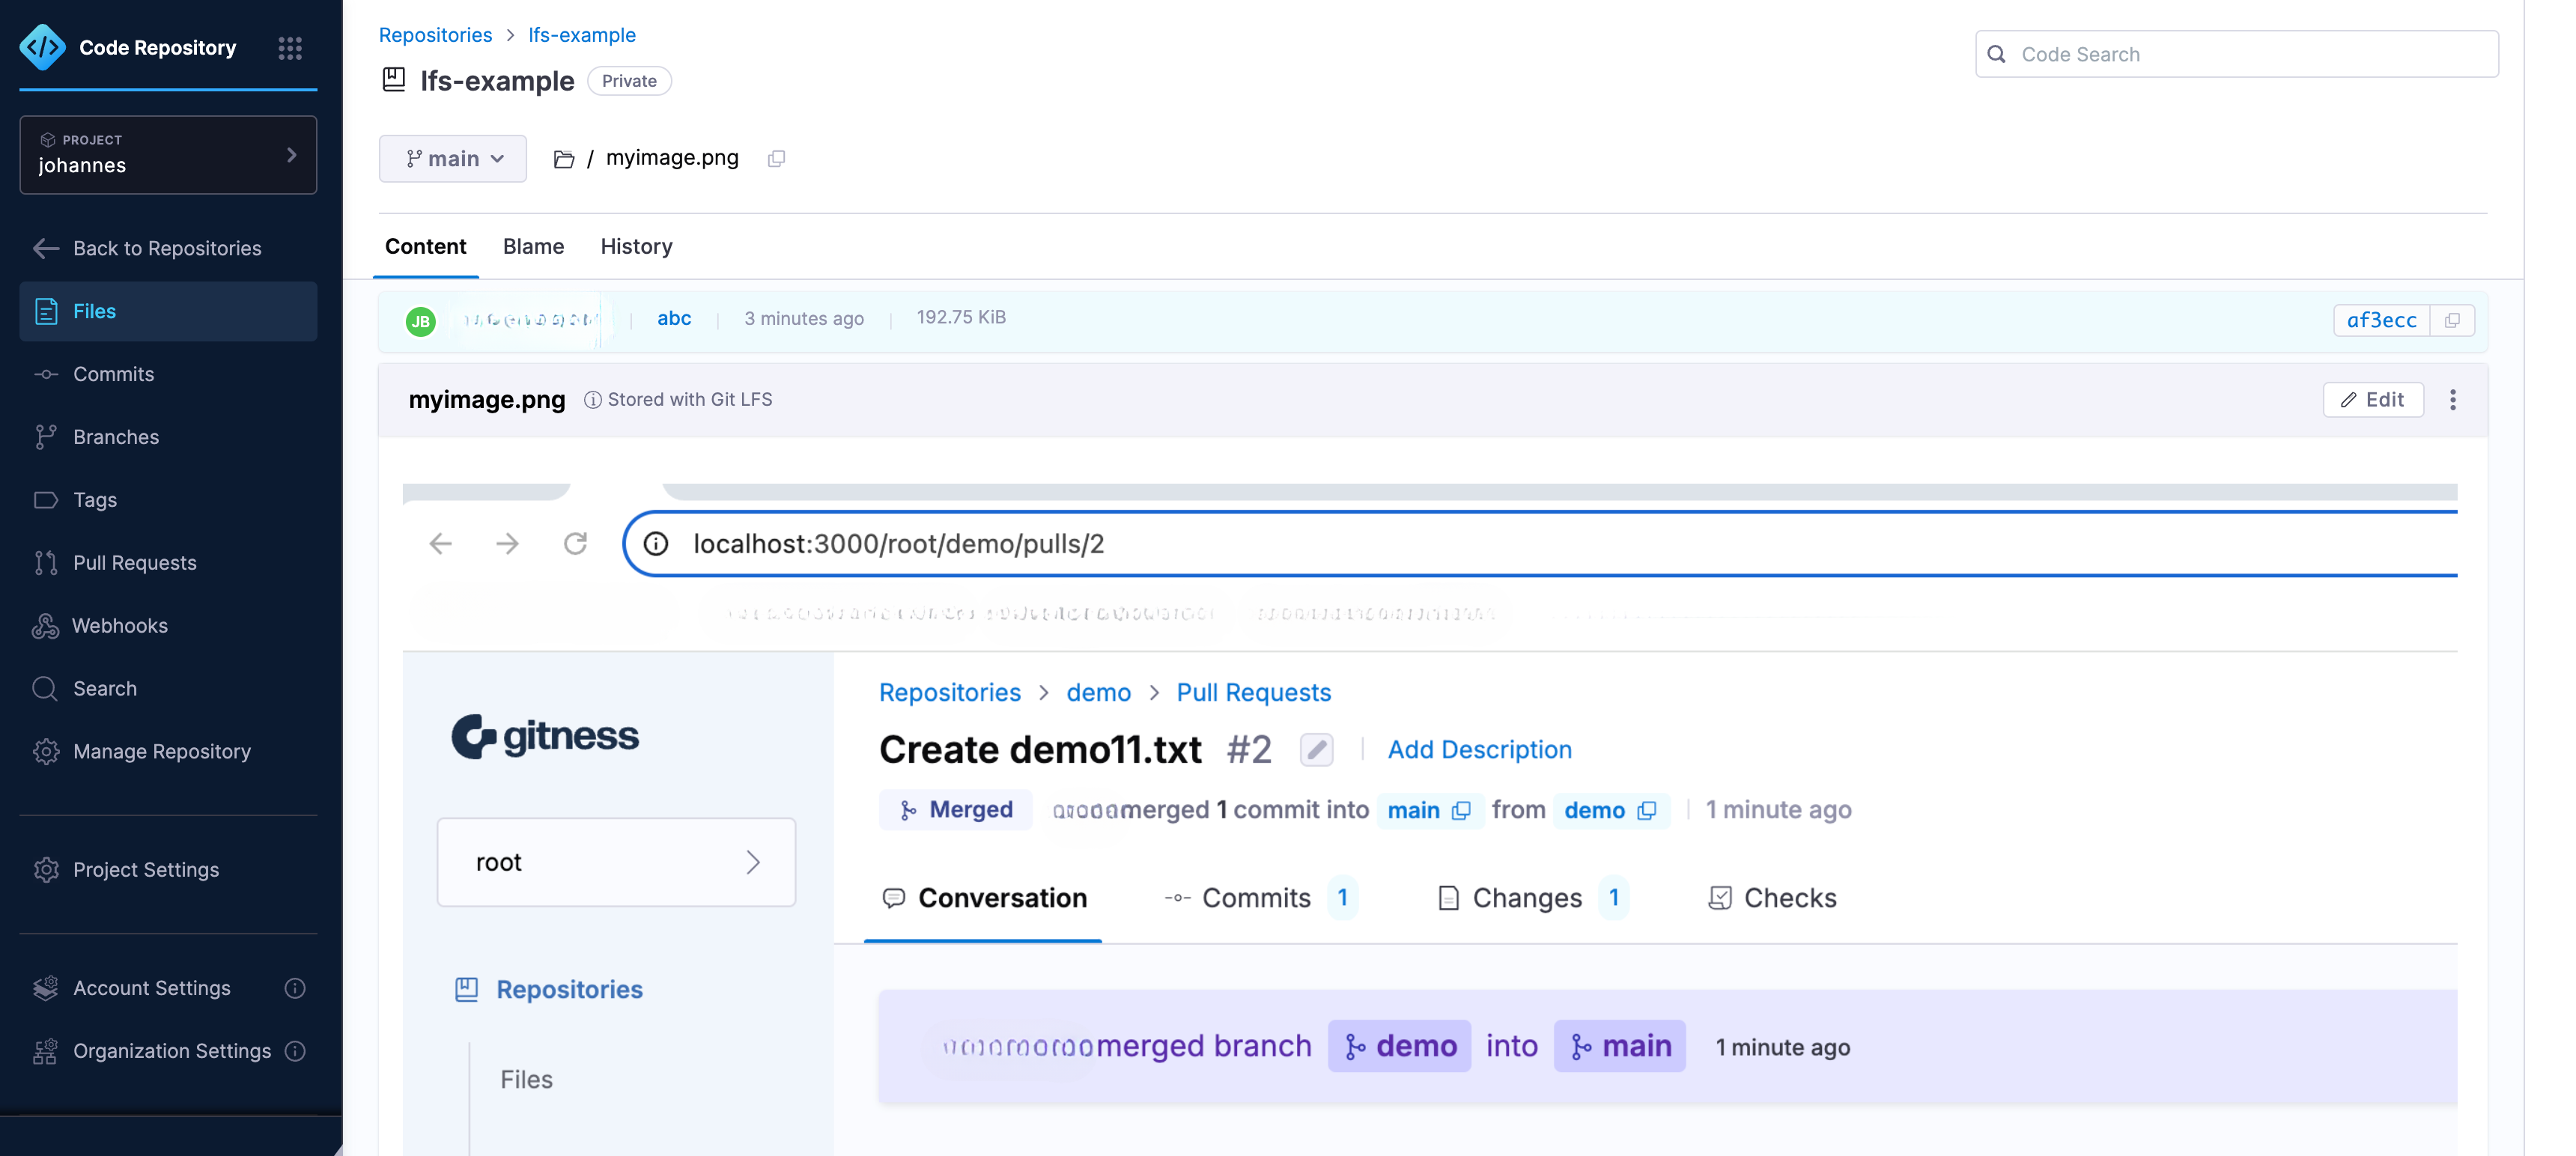 Code Repository
PROJECT
johannes
Back to Repositories
Files
Commits
Branches
Tags
Pull Requests
Webhooks
Search
Manage Repository
Project Settings
Account Settings
Organization Settings
Repositories > lfs-example
lfs-example Private
Code Search
main / myimage.png
Content Blame History
JB abc 3 minutes ago 192.75 KiB af3ecc
myimage.png Stored with Git LFS Edit
localhost:3000/root/demo/pulls/2
gitness
root
Repositories
Files
Repositories > demo > Pull Requests
Create demo11.txt #2 Add Description
Merged merged 1 commit into main from demo 1 minute ago
Conversation Commits 1 Changes 1 Checks
merged branch demo into main 1 minute ago